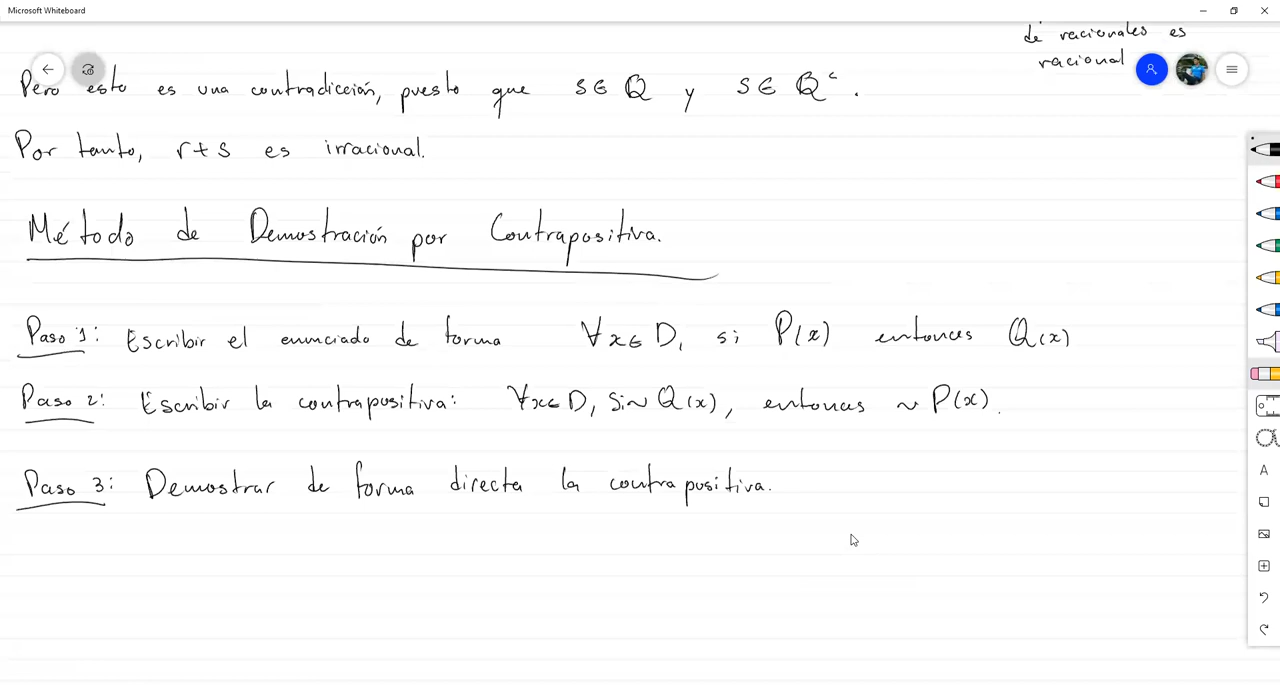 Microsoft Whiteboard
de racionales es
racional
Pero esto es una contradicción, puesto que s∈ Q y s∈ Qᶜ.
Por tanto, r+s es irracional.
Método de Demostración por Contrapositiva.
Paso 1: Escribir el enunciado de forma ∀x∈D, si P(x) entonces Q(x)
Paso 2: Escribir la contrapositiva: ∀x∈D, si ~Q(x), entonces ~P(x).
Paso 3: Demostrar de forma directa la contrapositiva.